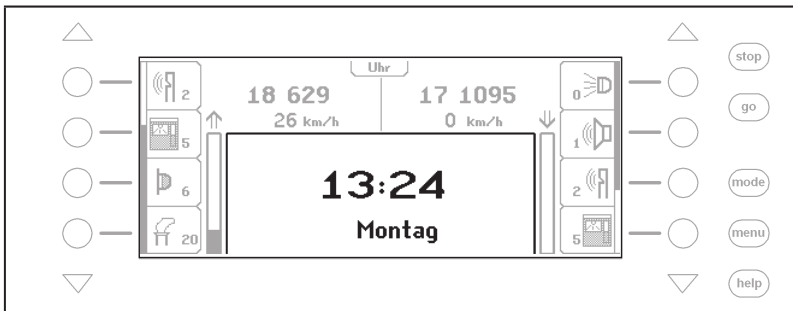 Uhr
18 629
17 1095
26 km/h
0 km/h
13:24
Montag
2
5
6
20
0
1
2
5
stop
go
mode
menu
help